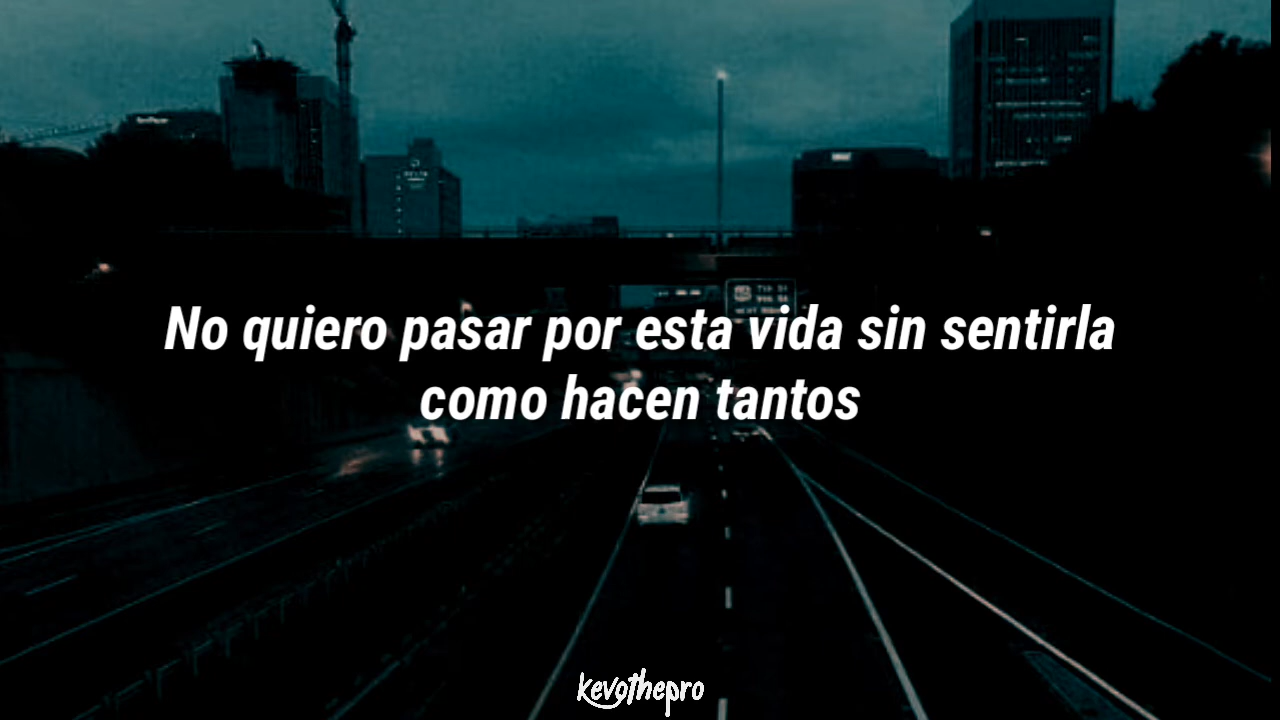 No quiero pasar por esta vida sin sentirla
como hacen tantos
kevothepro